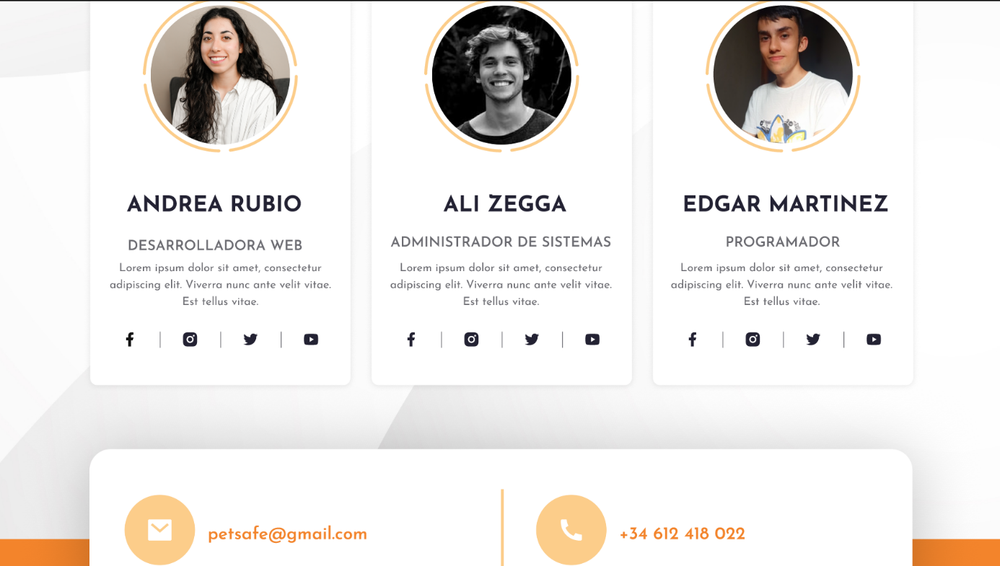 ANDREA RUBIO
DESARROLLADORA WEB
Lorem ipsum dolor sit amet, consectetur
adipiscing elit. Viverra nunc ante velit vitae.
Est tellus vitae.
ALI ZEGGA
ADMINISTRADOR DE SISTEMAS
Lorem ipsum dolor sit amet, consectetur
adipiscing elit. Viverra nunc ante velit vitae.
Est tellus vitae.
EDGAR MARTINEZ
PROGRAMADOR
Lorem ipsum dolor sit amet, consectetur
adipiscing elit. Viverra nunc ante velit vitae.
Est tellus vitae.
petsafe@gmail.com
+34 612 418 022